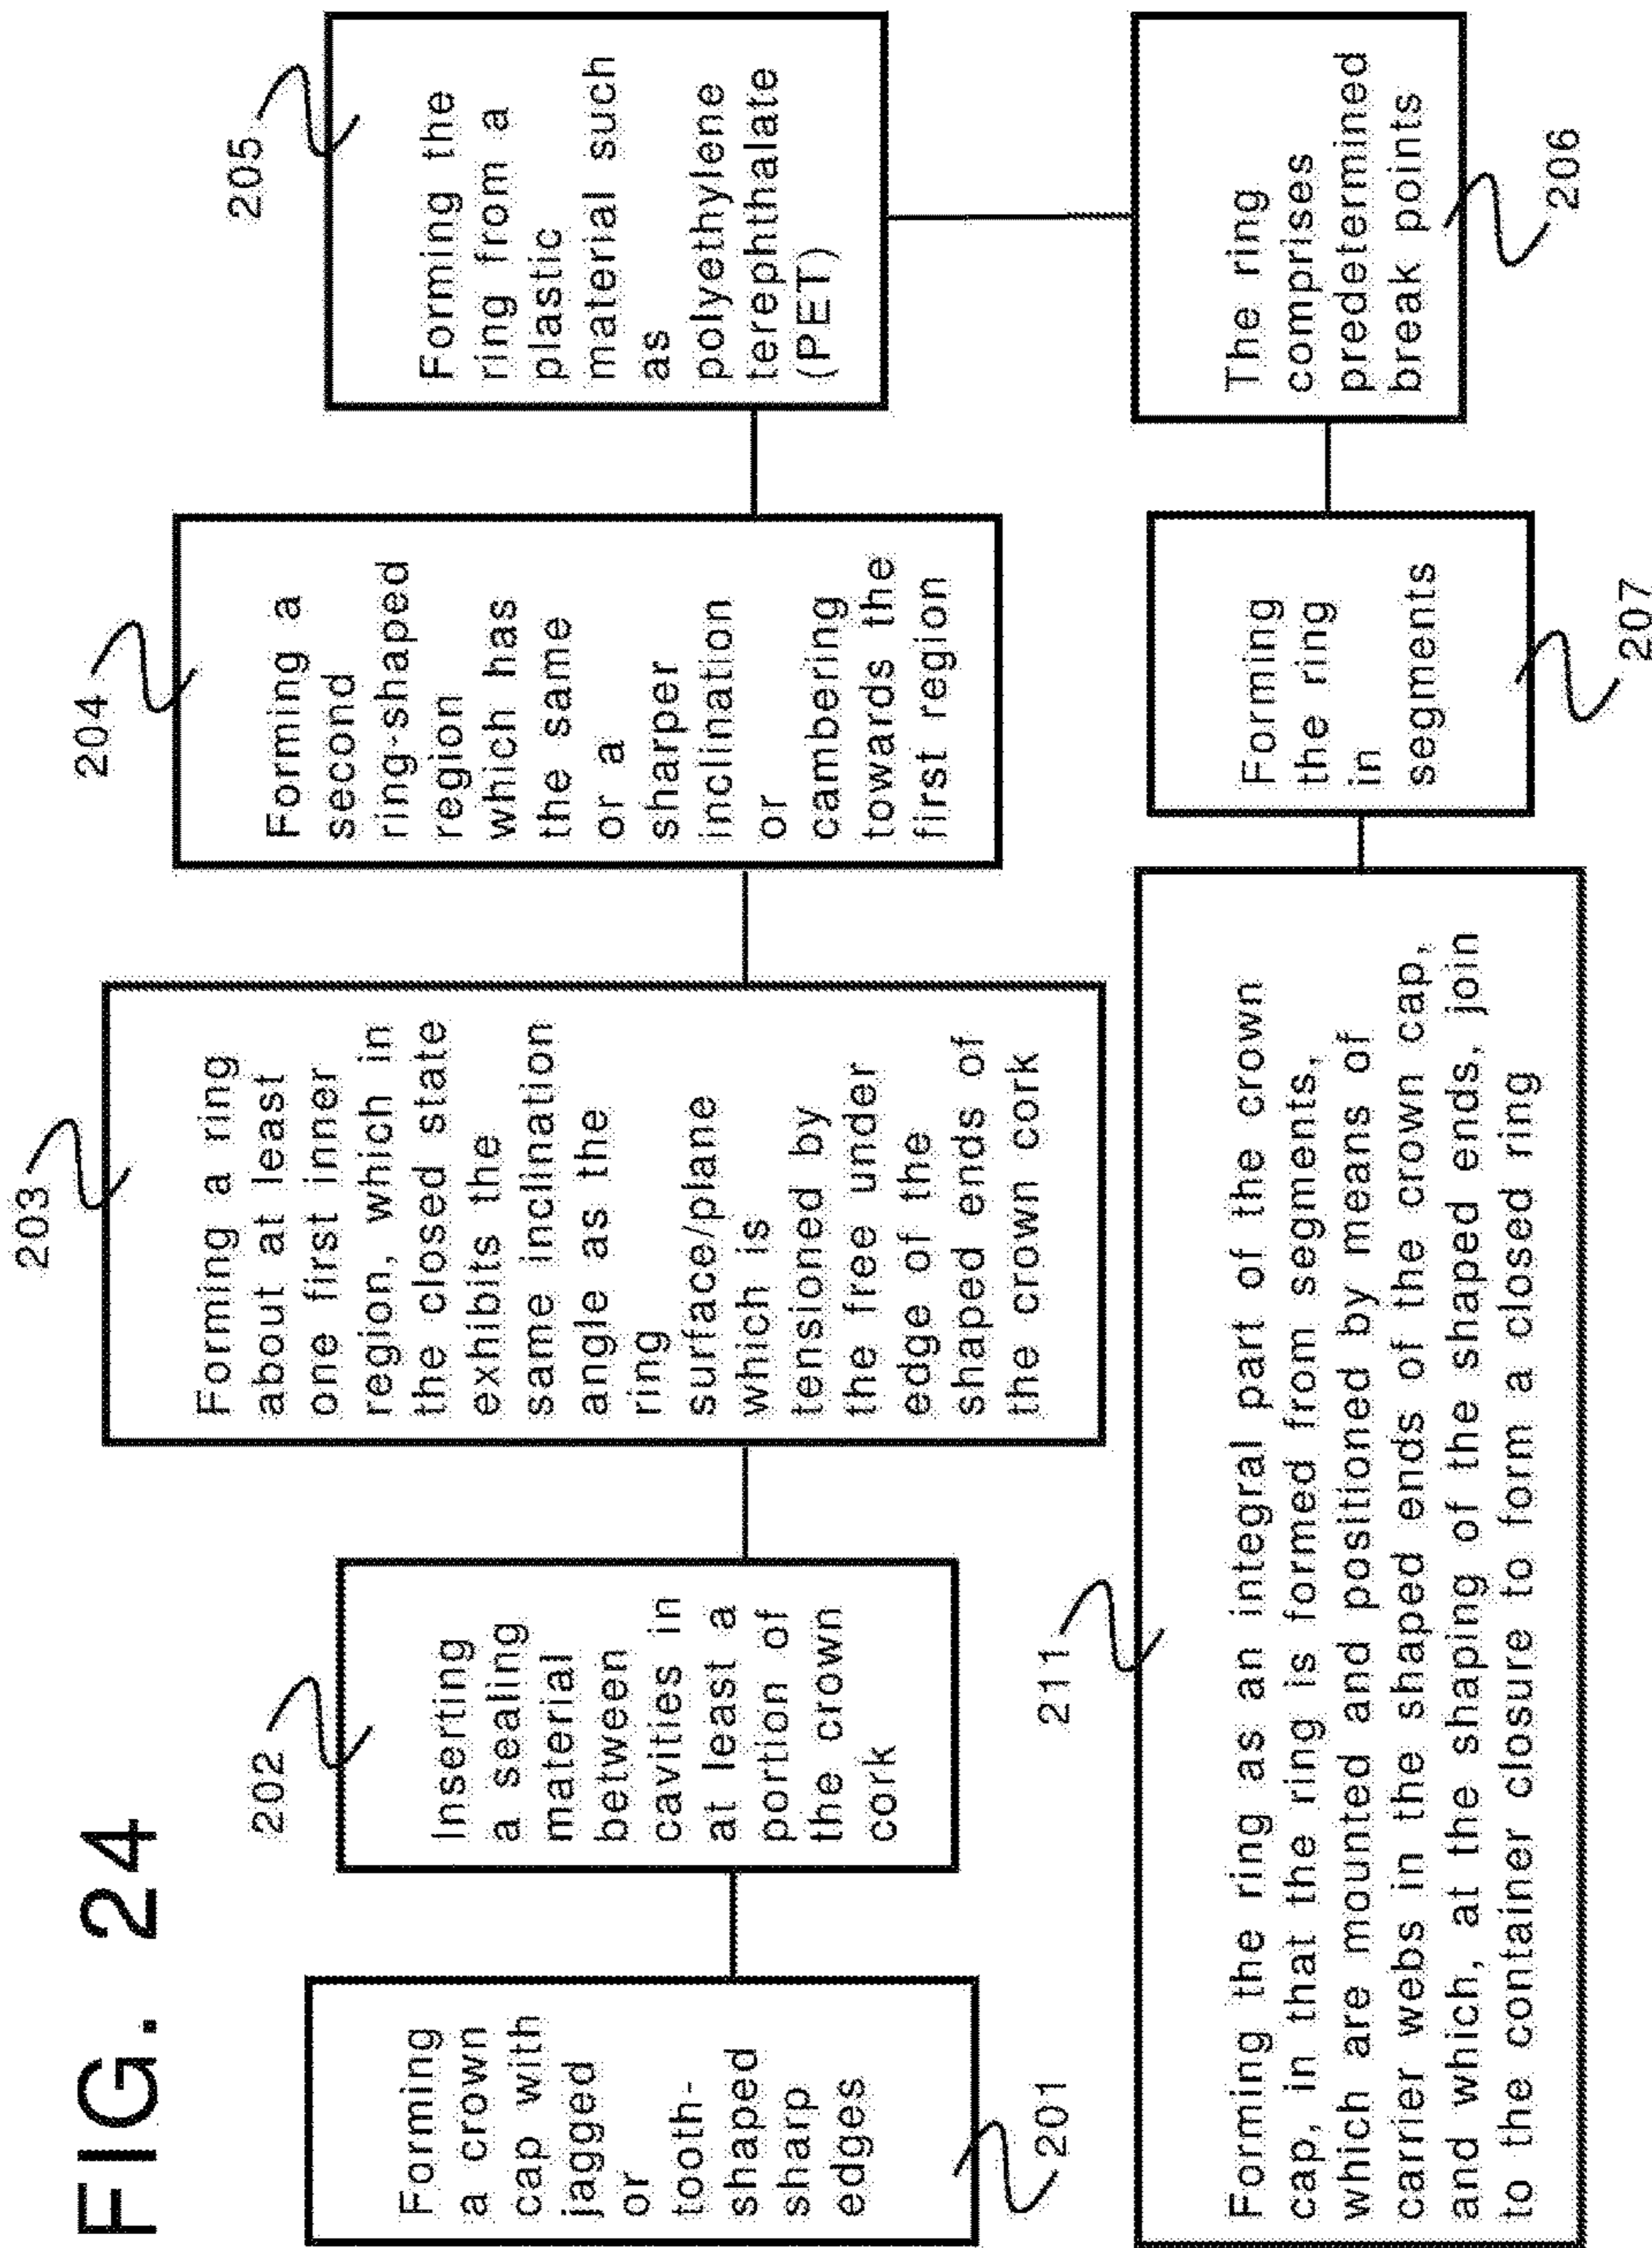 FIG. 24
201
Forming
a crown
cap with
jagged
or
tooth-
shaped
sharp
edges
202
Inserting
a sealing
material
between
cavities in
at least a
portion of
the crown
cork
203
Forming a ring
about at least
one first inner
region, which in
the closed state
exhibits the
same inclination
angle as the
ring
surface/plane
which is
tensioned by
the free under
edge of the
shaped ends of
the crown cork
204
Forming a
second
ring-shaped
region
which has
the same
or a
sharper
inclination
or
cambering
towards the
first region
205
Forming the
ring from a
plastic
material such
as
polyethylene
terephthalate
(PET)
The ring
comprises
predetermined
break points
206
Forming
the ring
in
segments
207
211
Forming the ring as an integral part of the crown
cap, in that the ring is formed from segments,
which are mounted and positioned by means of
carrier webs in the shaped ends of the crown cap,
and which, at the shaping of the shaped ends, join
to the container closure to form a closed ring